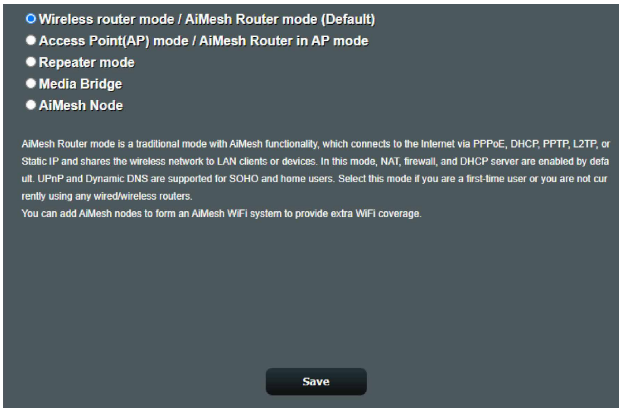 Wireless router mode / AiMesh Router mode (Default)
Access Point(AP) mode / AiMesh Router in AP mode
Repeater mode
Media Bridge
AiMesh Node
AiMesh Router mode is a traditional mode with AiMesh functionality, which connects to the Internet via PPPoE, DHCP, PPTP, L2TP, or
Static IP and shares the wireless network to LAN clients or devices. In this mode, NAT, firewall, and DHCP server are enabled by defa
ult. UPnP and Dynamic DNS are supported for SOHO and home users. Select this mode if you are a first-time user or you are not cur
rently using any wired/wireless routers.
You can add AiMesh nodes to form an AiMesh WiFi system to provide extra WiFi coverage.
Save